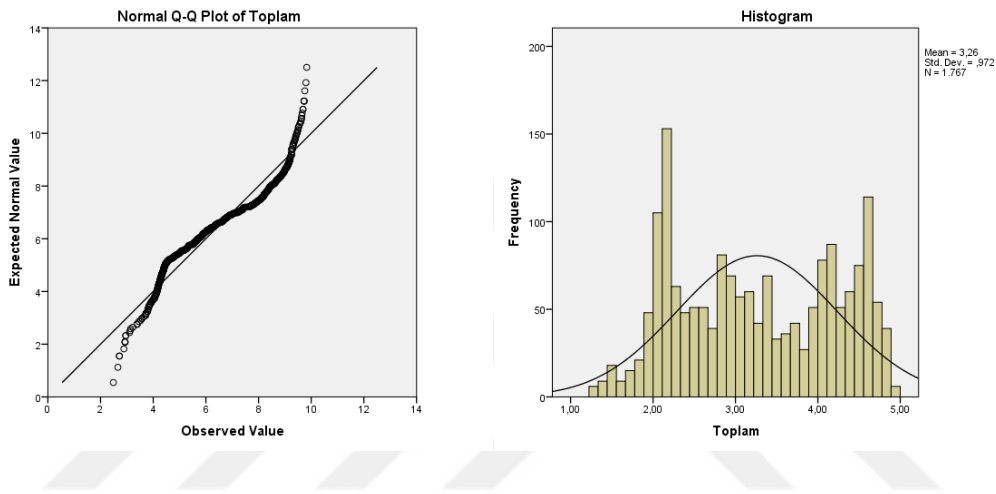 Normal Q-Q Plot of Toplam
14
12
10
8
6
4
2
0
0 2 4 6 8 10 12 14
Expected Normal Value
Observed Value
Histogram
200
150
100
50
0
1,00 2,00 3,00 4,00 5,00
Frequency
Toplam
Mean = 3,26
Std. Dev. = ,972
N = 1.767